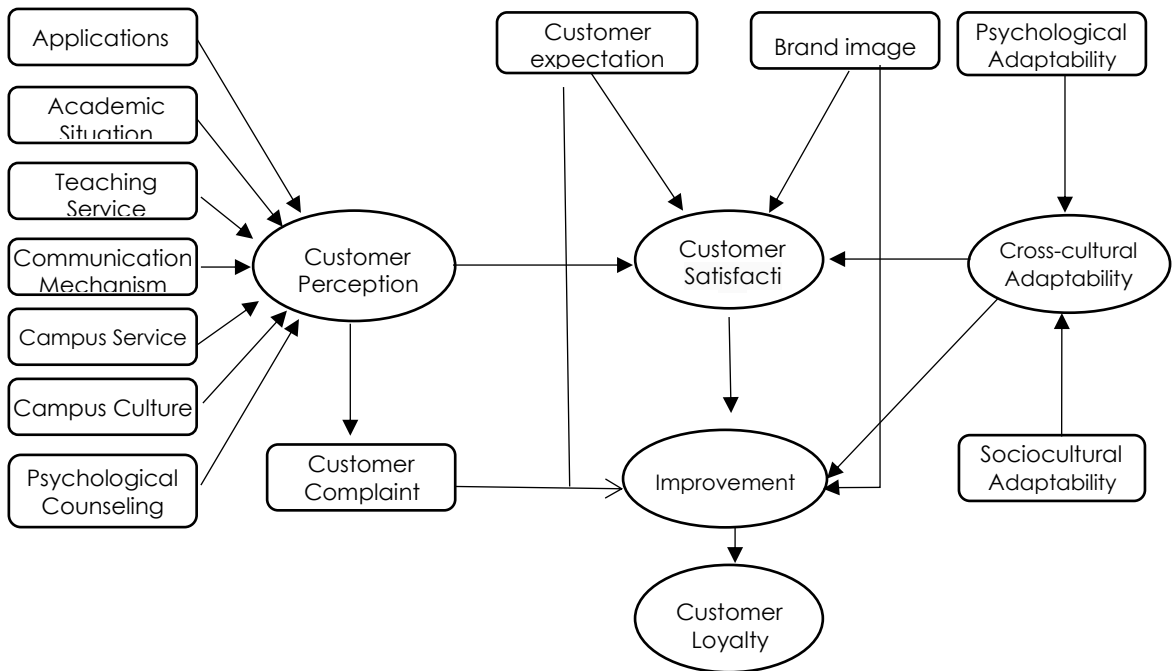 Applications
Customer
expectation
Brand image
Psychological
Adaptability
Academic
Situation
Teaching
Service
Communication
Mechanism
Customer
Perception
Customer
Satisfacti
Cross-cultural
Adaptability
Campus Service
Campus Culture
Psychological
Counseling
Customer
Complaint
Improvement
Sociocultural
Adaptability
Customer
Loyalty